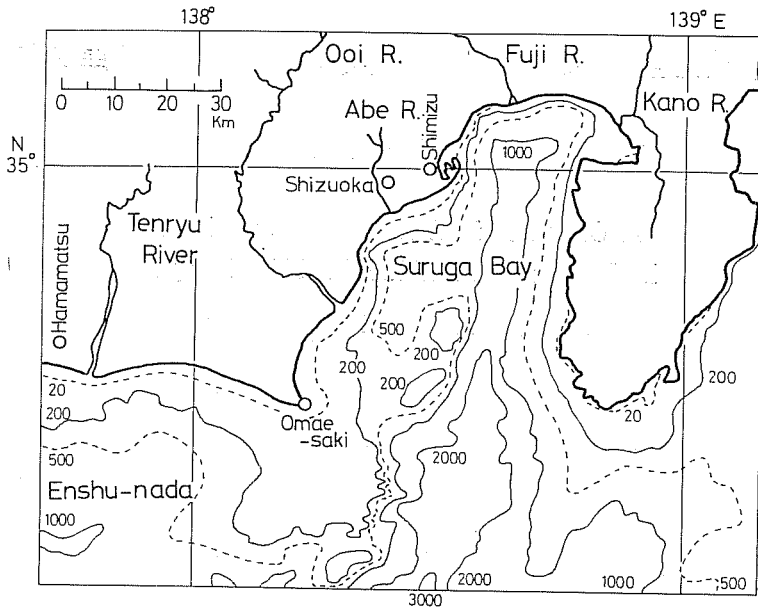 138° 139° E
Ooi R. Fuji R.
0 10 20 30
Km
Abe R. Kano R.
Shimizu
N
35°
1000
Shizuoka
Tenryu
River
Suruga Bay
Hamamatsu
500
200
200
200
200
20
20
200
Omae
-saki
500
2000
Enshu-nada
1000
200
2000
1000
500
3000